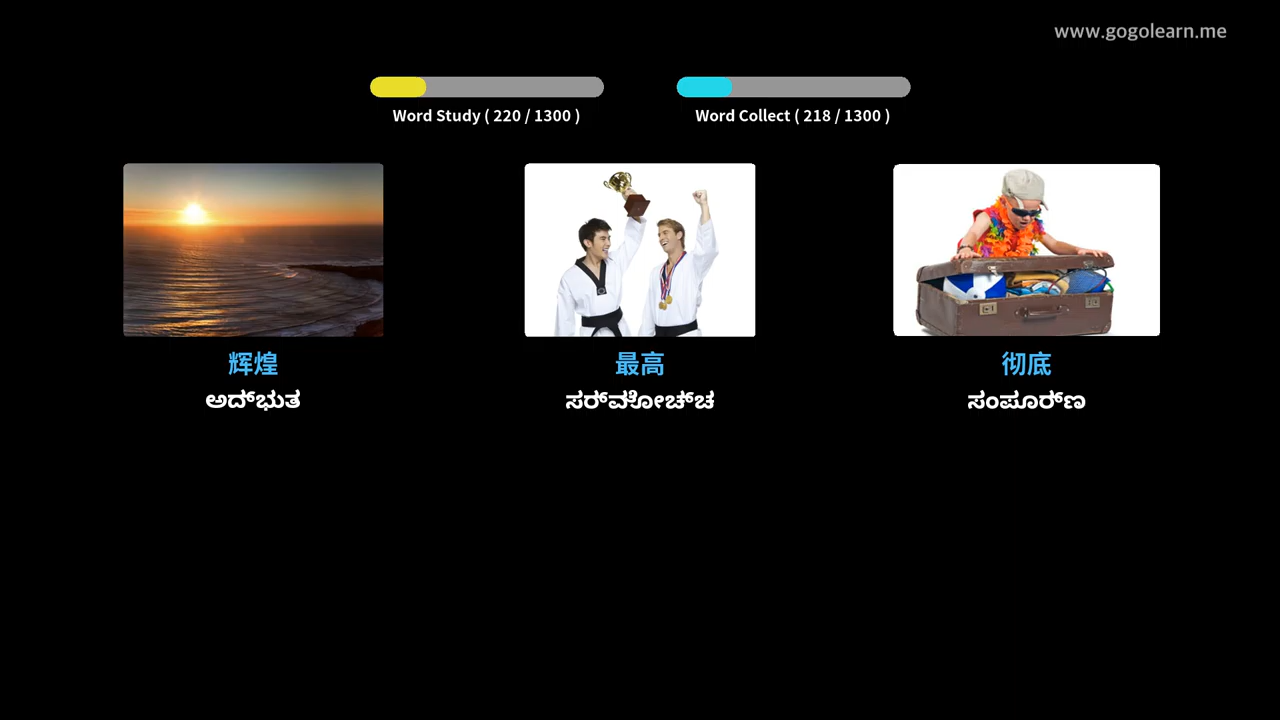 www.gogolearn.me
Word Study ( 220 / 1300 )
Word Collect ( 218 / 1300 )
辉煌
最高
彻底
ಅದ್‌ಭುತ
ಸರ್‌ವೋಚ್‌ಚ
ಸಂಪೂರ್‌ಣ